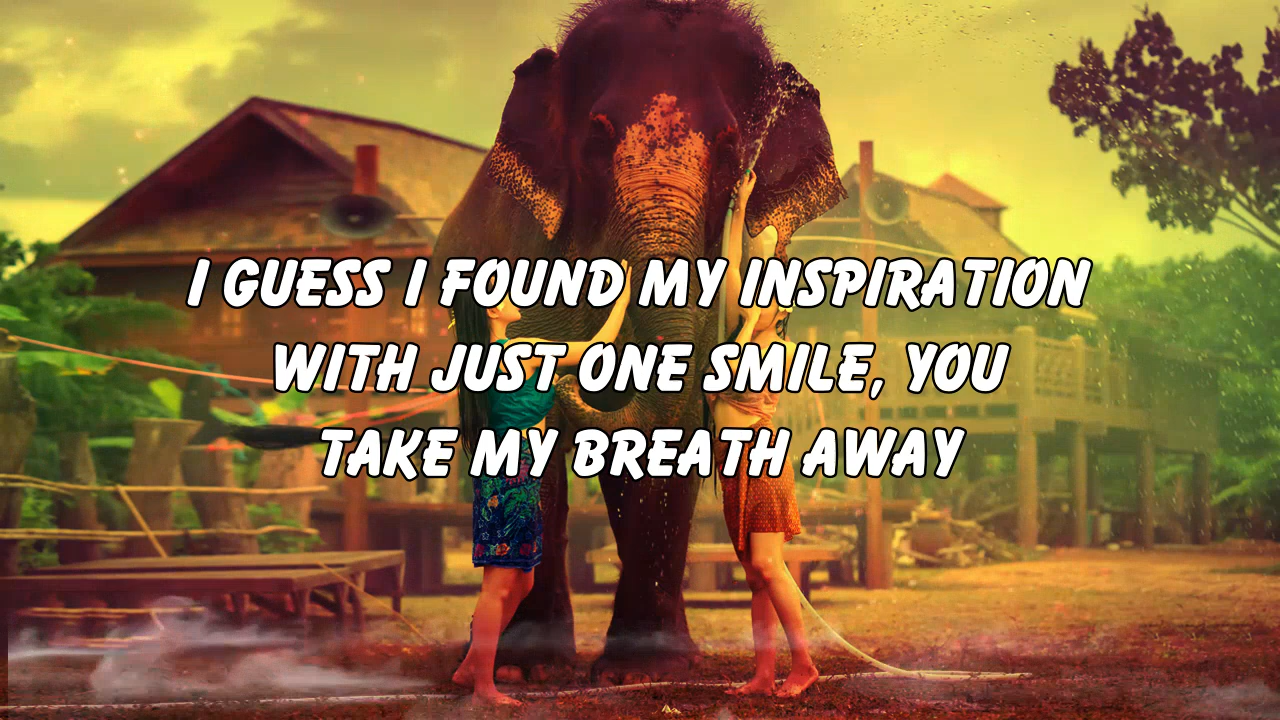 I GUESS I FOUND MY INSPIRATION
WITH JUST ONE SMILE, YOU
TAKE MY BREATH AWAY